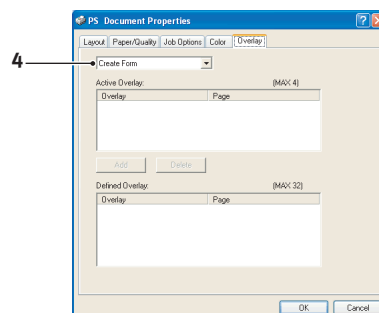 PS Document Properties
Layout Paper/Quality Job Options Color Overlay
4
Create Form
Active Overlay: (MAX 4)
Overlay Page
Add Delete
Defined Overlay: (MAX 32)
Overlay Page
OK Cancel